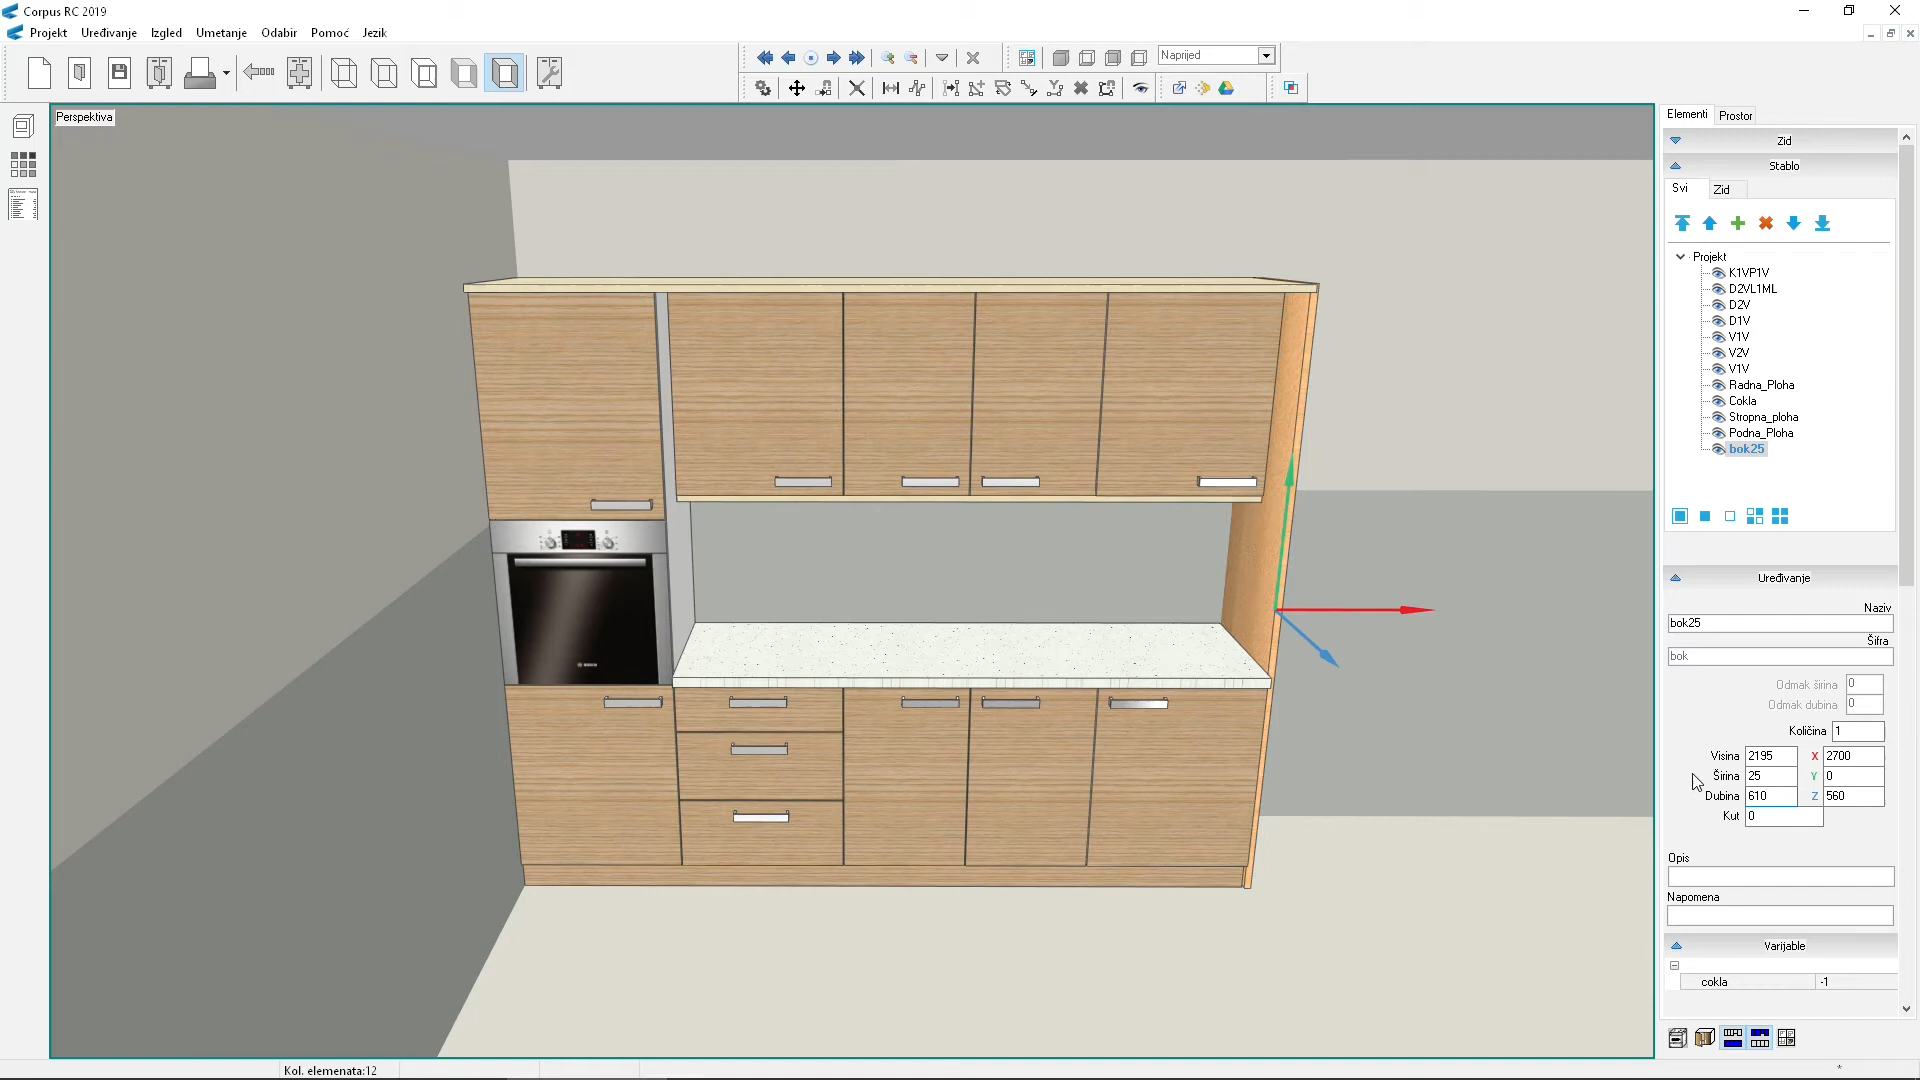 Corpus RC 2019
Projekt Uređivanje Izgled Umetanje Odabir Pomoć Jezik
Naprijed
Perspektiva
Elementi Prostor
Zid
Stablo
Svi Zid
Projekt
K1VP1V
D2VL1ML
D2V
D1V
V1V
V2V
V1V
Radna_Ploha
Cokla
Stropna_ploha
Podna_Ploha
bok25
Uređivanje
Naziv
bok25
Šifra
bok
Odmak širina 0
Odmak dubina 0
Količina 1
Visina 2195 X 2700
Širina 25 Y 0
Dubina 610 Z 560
Kut 0
Opis
Napomena
Varijable
cokla -1
Kol. elemenata:12 *